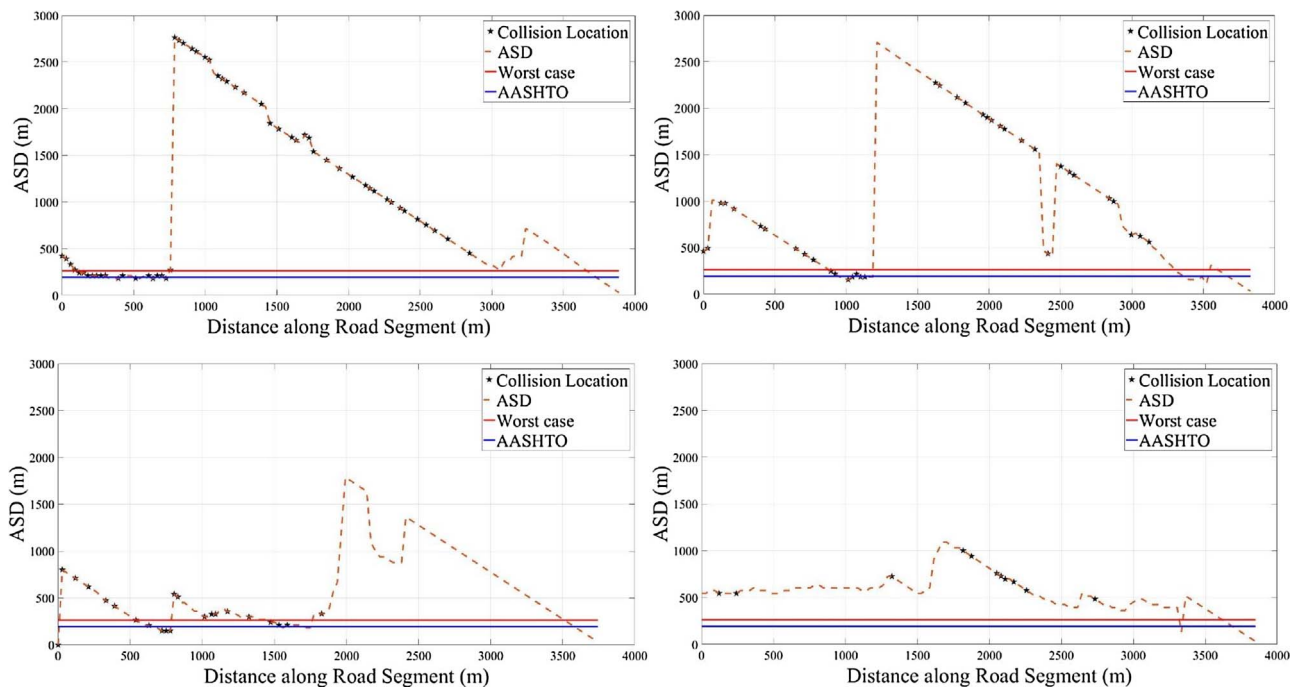 3000
2500
2000
1500
1000
500
0
ASD (m)
0 500 1000 1500 2000 2500 3000 3500 4000
Distance along Road Segment (m)
Collision Location
ASD
Worst case
AASHTO
3000
2500
2000
1500
1000
500
0
ASD (m)
0 500 1000 1500 2000 2500 3000 3500 4000
Distance along Road Segment (m)
Collision Location
ASD
Worst case
AASHTO
3000
2500
2000
1500
1000
500
0
ASD (m)
0 500 1000 1500 2000 2500 3000 3500 4000
Distance along Road Segment (m)
Collision Location
ASD
Worst case
AASHTO
3000
2500
2000
1500
1000
500
0
ASD (m)
0 500 1000 1500 2000 2500 3000 3500 4000
Distance along Road Segment (m)
Collision Location
ASD
Worst case
AASHTO